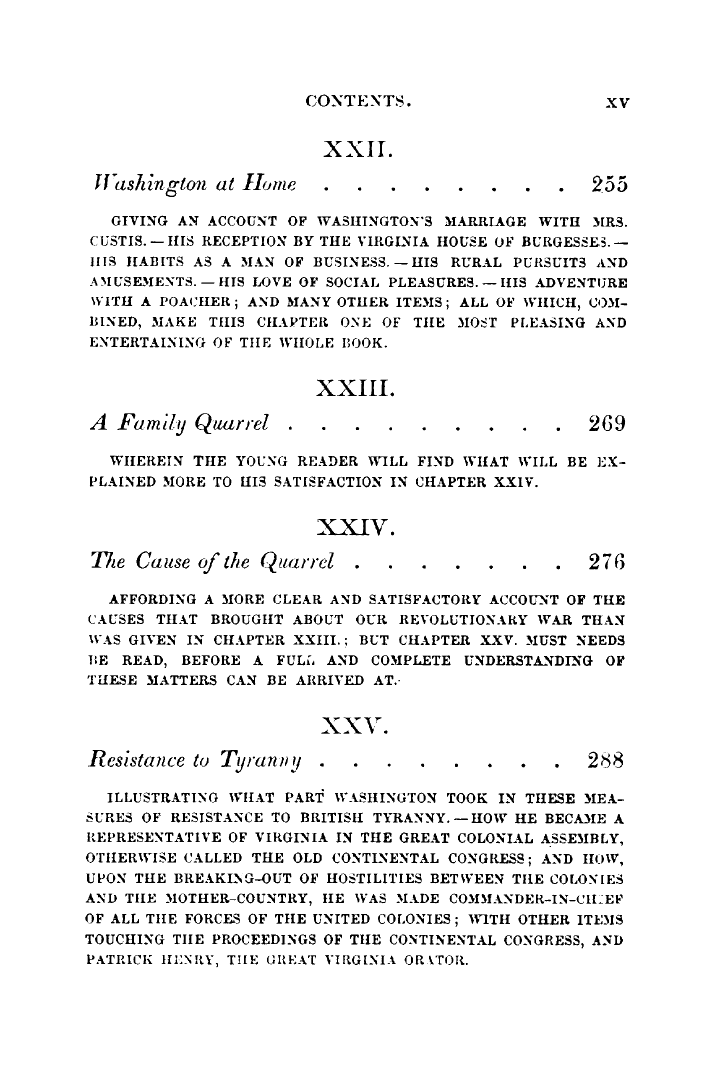 CONTENTS. XV
XXII.
Washington at Home . . . . . . . . 255
GIVING AN ACCOUNT OF WASHINGTON'S MARRIAGE WITH MRS.
CUSTIS. — HIS RECEPTION BY THE VIRGINIA HOUSE OF BURGESSES. —
HIS HABITS AS A MAN OF BUSINESS. — HIS RURAL PURSUITS AND
AMUSEMENTS. — HIS LOVE OF SOCIAL PLEASURES. — HIS ADVENTURE
WITH A POACHER; AND MANY OTHER ITEMS; ALL OF WHICH, COM-
BINED, MAKE THIS CHAPTER ONE OF THE MOST PLEASING AND
ENTERTAINING OF THE WHOLE BOOK.
XXIII.
A Family Quarrel . . . . . . . . . 269
WHEREIN THE YOUNG READER WILL FIND WHAT WILL BE EX-
PLAINED MORE TO HIS SATISFACTION IN CHAPTER XXIV.
XXIV.
The Cause of the Quarrel . . . . . . . 276
AFFORDING A MORE CLEAR AND SATISFACTORY ACCOUNT OF THE
CAUSES THAT BROUGHT ABOUT OUR REVOLUTIONARY WAR THAN
WAS GIVEN IN CHAPTER XXIII.; BUT CHAPTER XXV. MUST NEEDS
BE READ, BEFORE A FULL AND COMPLETE UNDERSTANDING OF
THESE MATTERS CAN BE ARRIVED AT.
XXV.
Resistance to Tyranny . . . . . . . . 288
ILLUSTRATING WHAT PART WASHINGTON TOOK IN THESE MEA-
SURES OF RESISTANCE TO BRITISH TYRANNY. — HOW HE BECAME A
REPRESENTATIVE OF VIRGINIA IN THE GREAT COLONIAL ASSEMBLY,
OTHERWISE CALLED THE OLD CONTINENTAL CONGRESS; AND HOW,
UPON THE BREAKING-OUT OF HOSTILITIES BETWEEN THE COLONIES
AND THE MOTHER-COUNTRY, HE WAS MADE COMMANDER-IN-CHIEF
OF ALL THE FORCES OF THE UNITED COLONIES; WITH OTHER ITEMS
TOUCHING THE PROCEEDINGS OF THE CONTINENTAL CONGRESS, AND
PATRICK HENRY, THE GREAT VIRGINIA ORATOR.